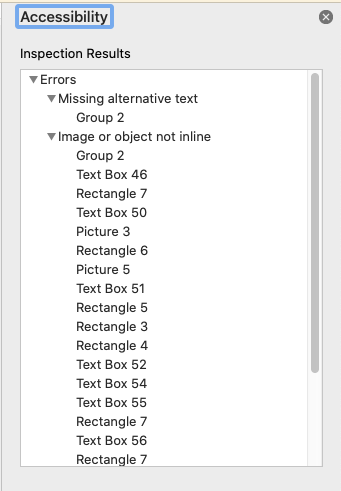 Accessibility
Inspection Results
Errors
Missing alternative text
Group 2
Image or object not inline
Group 2
Text Box 46
Rectangle 7
Text Box 50
Picture 3
Rectangle 6
Picture 5
Text Box 51
Rectangle 5
Rectangle 3
Rectangle 4
Text Box 52
Text Box 54
Text Box 55
Rectangle 7
Text Box 56
Rectangle 7